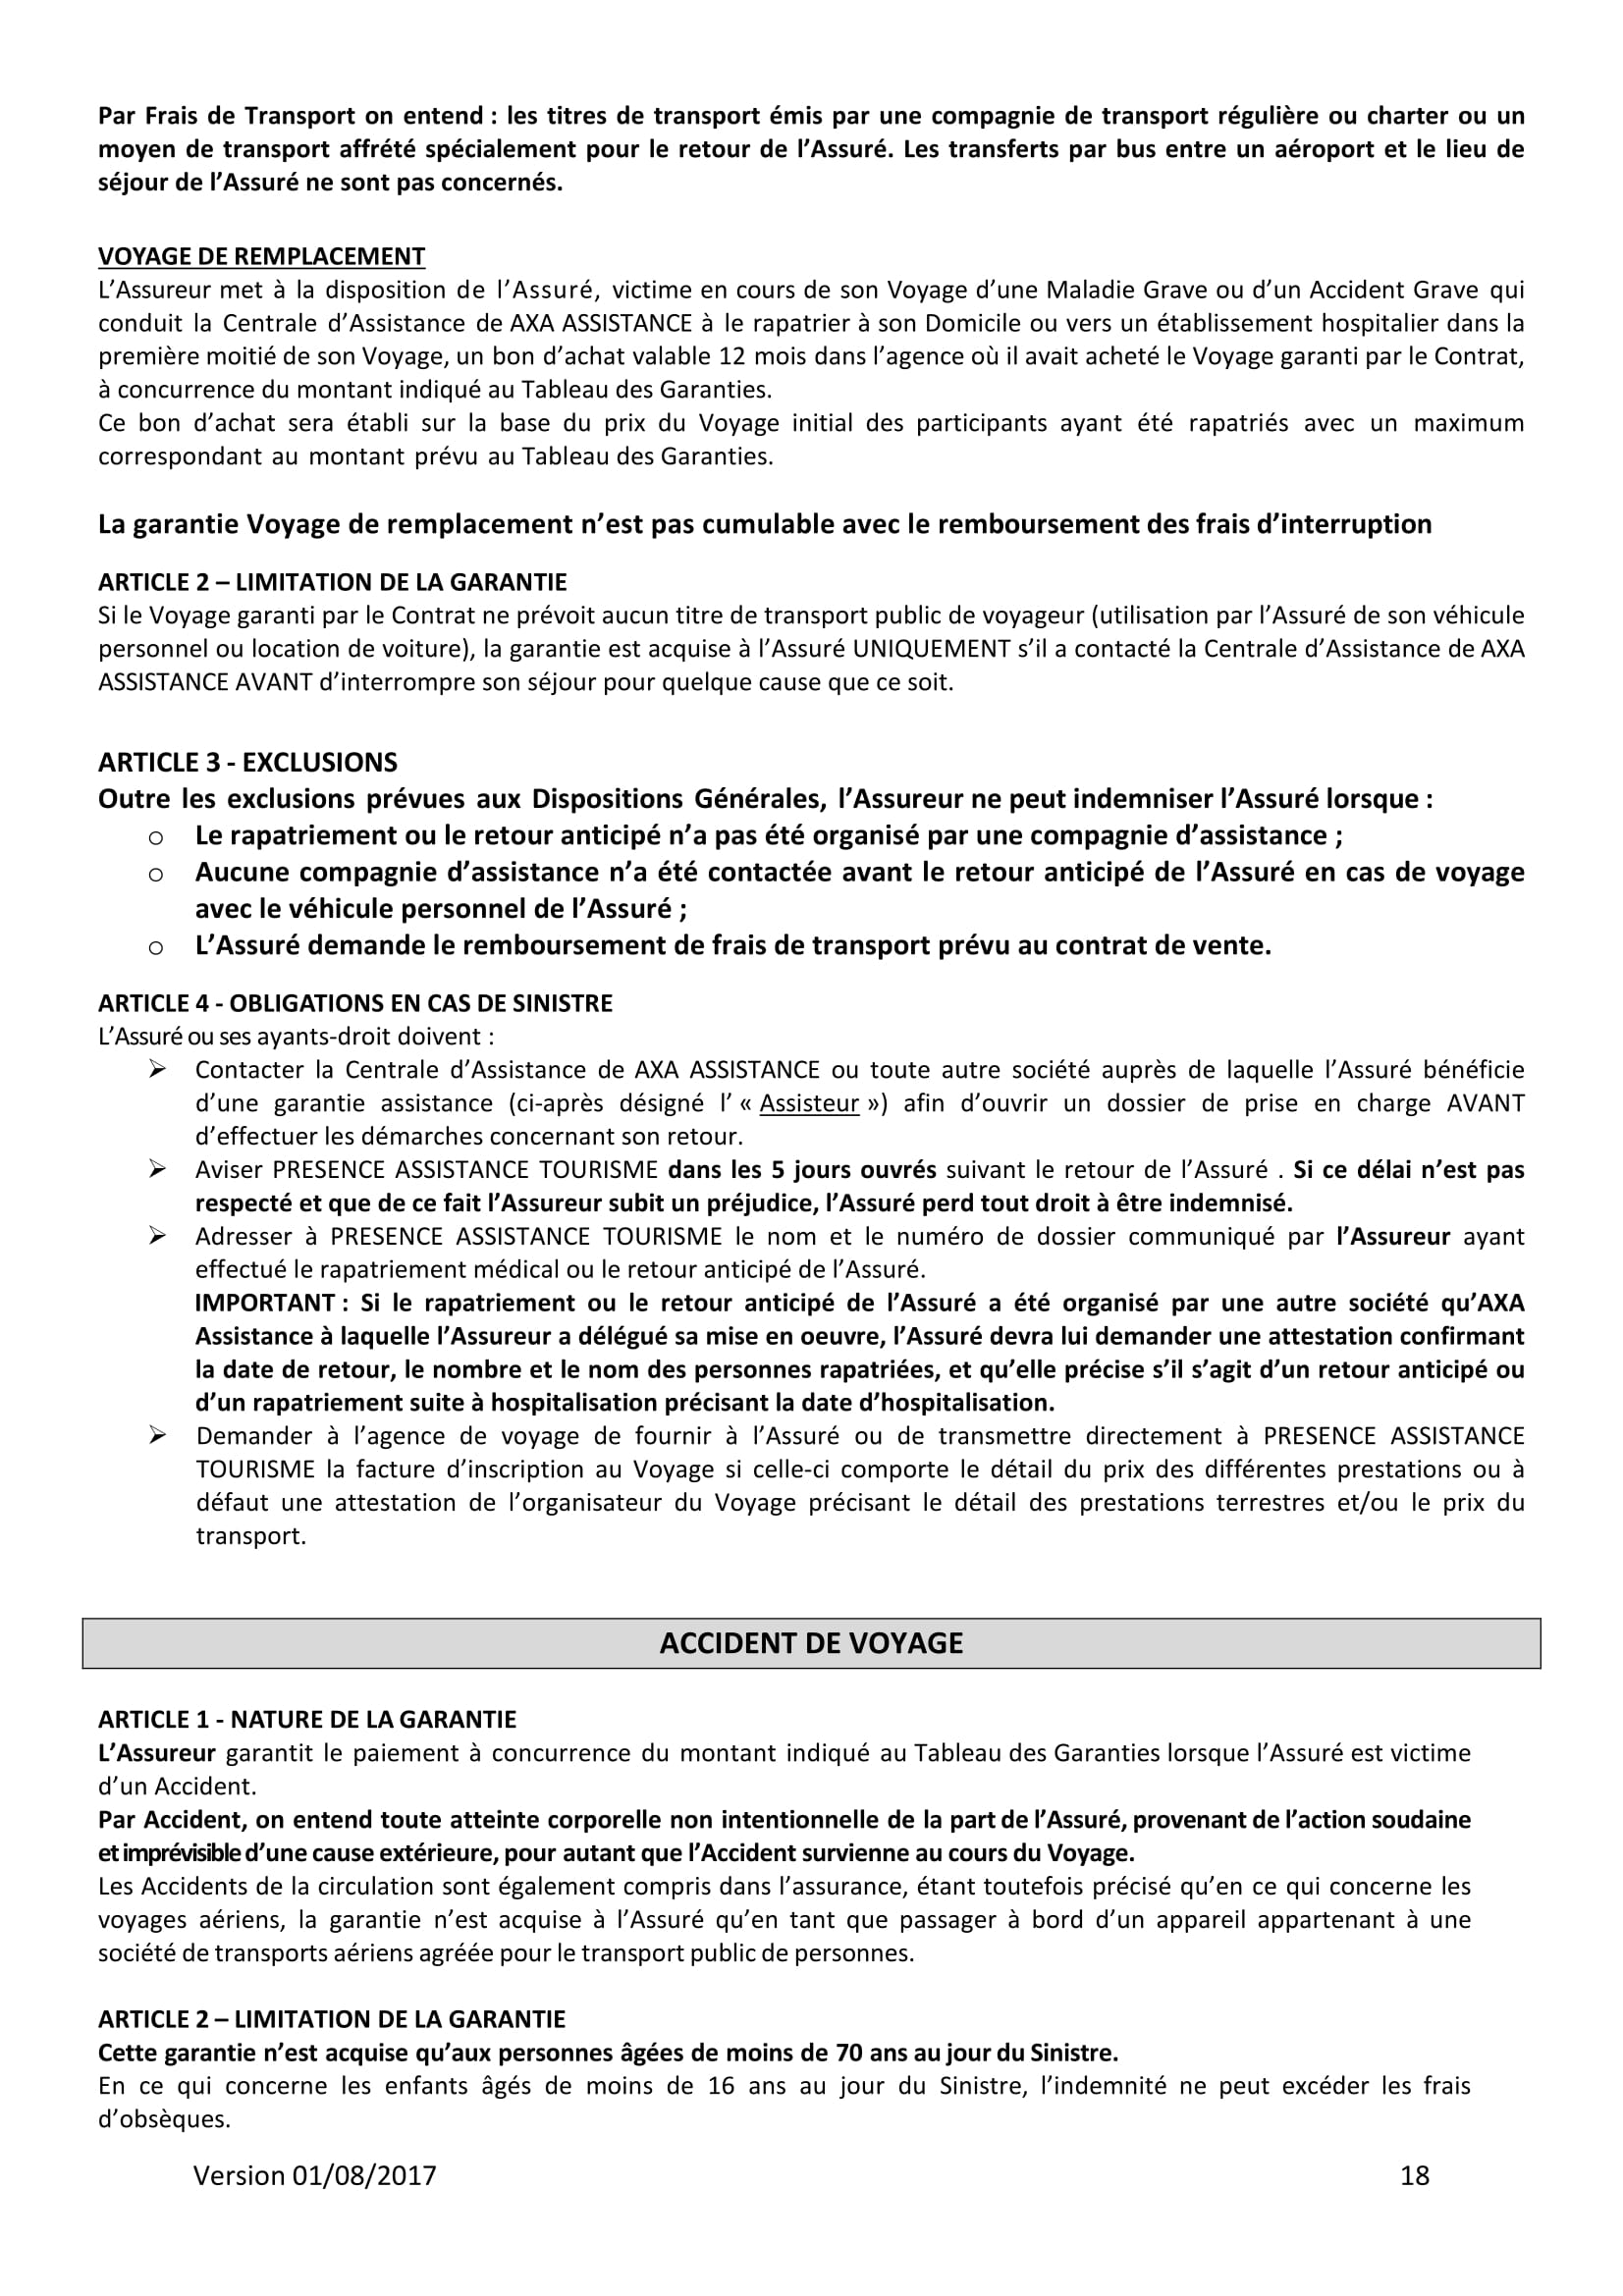 Par Frais de Transport on entend : les titres de transport émis par une compagnie de transport régulière ou charter ou un
moyen de transport affrété spécialement pour le retour de l’Assuré. Les transferts par bus entre un aéroport et le lieu de
séjour de l’Assuré ne sont pas concernés.
VOYAGE DE REMPLACEMENT
L’Assureur met à la disposition de l’Assuré, victime en cours de son Voyage d’une Maladie Grave ou d’un Accident Grave qui
conduit la Centrale d’Assistance de AXA ASSISTANCE à le rapatrier à son Domicile ou vers un établissement hospitalier dans la
première moitié de son Voyage, un bon d’achat valable 12 mois dans l’agence où il avait acheté le Voyage garanti par le Contrat,
à concurrence du montant indiqué au Tableau des Garanties.
Ce bon d’achat sera établi sur la base du prix du Voyage initial des participants ayant été rapatriés avec un maximum
correspondant au montant prévu au Tableau des Garanties.
La garantie Voyage de remplacement n’est pas cumulable avec le remboursement des frais d’interruption
ARTICLE 2 – LIMITATION DE LA GARANTIE
Si le Voyage garanti par le Contrat ne prévoit aucun titre de transport public de voyageur (utilisation par l’Assuré de son véhicule
personnel ou location de voiture), la garantie est acquise à l’Assuré UNIQUEMENT s’il a contacté la Centrale d’Assistance de AXA
ASSISTANCE AVANT d’interrompre son séjour pour quelque cause que ce soit.
ARTICLE 3 - EXCLUSIONS
Outre les exclusions prévues aux Dispositions Générales, l’Assureur ne peut indemniser l’Assuré lorsque :
o Le rapatriement ou le retour anticipé n’a pas été organisé par une compagnie d’assistance ;
o Aucune compagnie d’assistance n’a été contactée avant le retour anticipé de l’Assuré en cas de voyage
avec le véhicule personnel de l’Assuré ;
o L’Assuré demande le remboursement de frais de transport prévu au contrat de vente.
ARTICLE 4 - OBLIGATIONS EN CAS DE SINISTRE
L’Assuré ou ses ayants-droit doivent :
➢ Contacter la Centrale d’Assistance de AXA ASSISTANCE ou toute autre société auprès de laquelle l’Assuré bénéficie
d’une garantie assistance (ci-après désigné l’ « Assisteur ») afin d’ouvrir un dossier de prise en charge AVANT
d’effectuer les démarches concernant son retour.
➢ Aviser PRESENCE ASSISTANCE TOURISME dans les 5 jours ouvrés suivant le retour de l’Assuré . Si ce délai n’est pas
respecté et que de ce fait l’Assureur subit un préjudice, l’Assuré perd tout droit à être indemnisé.
➢ Adresser à PRESENCE ASSISTANCE TOURISME le nom et le numéro de dossier communiqué par l’Assureur ayant
effectué le rapatriement médical ou le retour anticipé de l’Assuré.
IMPORTANT : Si le rapatriement ou le retour anticipé de l’Assuré a été organisé par une autre société qu’AXA
Assistance à laquelle l’Assureur a délégué sa mise en oeuvre, l’Assuré devra lui demander une attestation confirmant
la date de retour, le nombre et le nom des personnes rapatriées, et qu’elle précise s’il s’agit d’un retour anticipé ou
d’un rapatriement suite à hospitalisation précisant la date d’hospitalisation.
➢ Demander à l’agence de voyage de fournir à l’Assuré ou de transmettre directement à PRESENCE ASSISTANCE
TOURISME la facture d’inscription au Voyage si celle-ci comporte le détail du prix des différentes prestations ou à
défaut une attestation de l’organisateur du Voyage précisant le détail des prestations terrestres et/ou le prix du
transport.
ACCIDENT DE VOYAGE
ARTICLE 1 - NATURE DE LA GARANTIE
L’Assureur garantit le paiement à concurrence du montant indiqué au Tableau des Garanties lorsque l’Assuré est victime
d’un Accident.
Par Accident, on entend toute atteinte corporelle non intentionnelle de la part de l’Assuré, provenant de l’action soudaine
et imprévisible d’une cause extérieure, pour autant que l’Accident survienne au cours du Voyage.
Les Accidents de la circulation sont également compris dans l’assurance, étant toutefois précisé qu’en ce qui concerne les
voyages aériens, la garantie n’est acquise à l’Assuré qu’en tant que passager à bord d’un appareil appartenant à une
société de transports aériens agréée pour le transport public de personnes.
ARTICLE 2 – LIMITATION DE LA GARANTIE
Cette garantie n’est acquise qu’aux personnes âgées de moins de 70 ans au jour du Sinistre.
En ce qui concerne les enfants âgés de moins de 16 ans au jour du Sinistre, l’indemnité ne peut excéder les frais
d’obsèques.
Version 01/08/2017 18